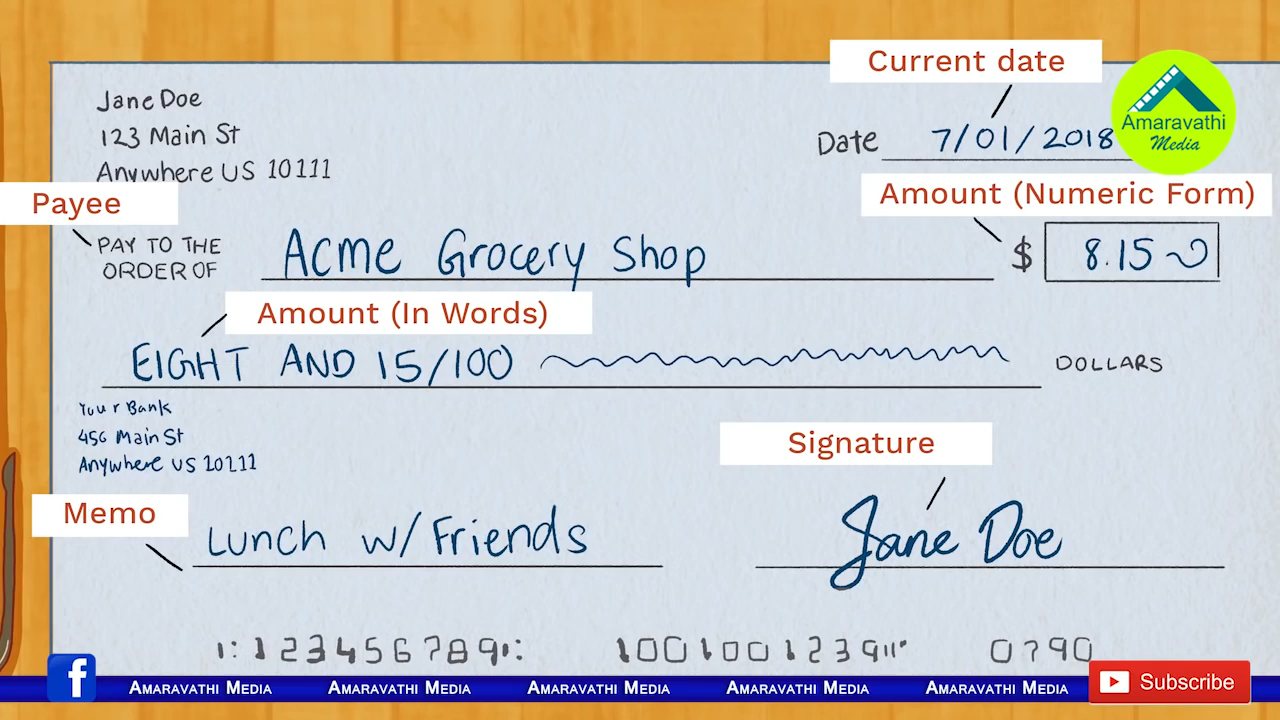 Current date
Jane Doe
123 Main St
Anywhere US 10111
Date 7/01/2018
Amaravathi
Media
Payee
Amount (Numeric Form)
PAY TO THE
ORDER OF
Acme Grocery Shop
$ 8.15
Amount (In Words)
EIGHT AND 15/100
DOLLARS
Your Bank
456 Main St
Anywhere US 10211
Signature
Memo
Lunch w/ Friends
Jane Doe
⑆123456789⑆ 1001001239⑈ 0790
AMARAVATHI MEDIA AMARAVATHI MEDIA AMARAVATHI MEDIA AMARAVATHI MEDIA AMARAVATHI MEDIA
f
Subscribe